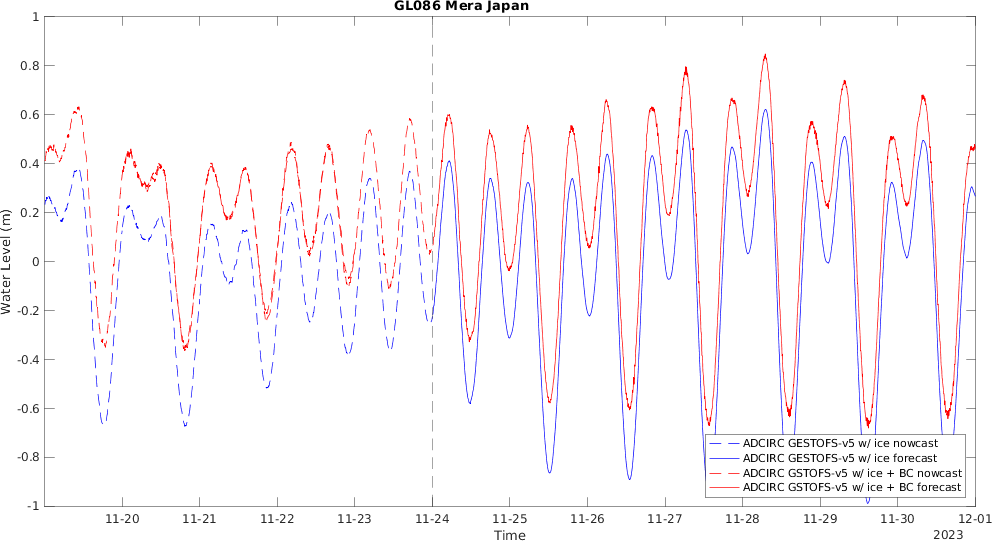 GL086 Mera Japan
1
0.8
0.6
0.4
0.2
0
-0.2
-0.4
-0.6
-0.8
-1
Water Level (m)
ADCIRC GESTOFS-v5 w/ ice nowcast
ADCIRC GESTOFS-v5 w/ ice forecast
ADCIRC GSTOFS-v5 w/ ice + BC nowcast
ADCIRC GSTOFS-v5 w/ ice + BC forecast
11-20 11-21 11-22 11-23 11-24 11-25 11-26 11-27 11-28 11-29 11-30 12-01
Time
2023